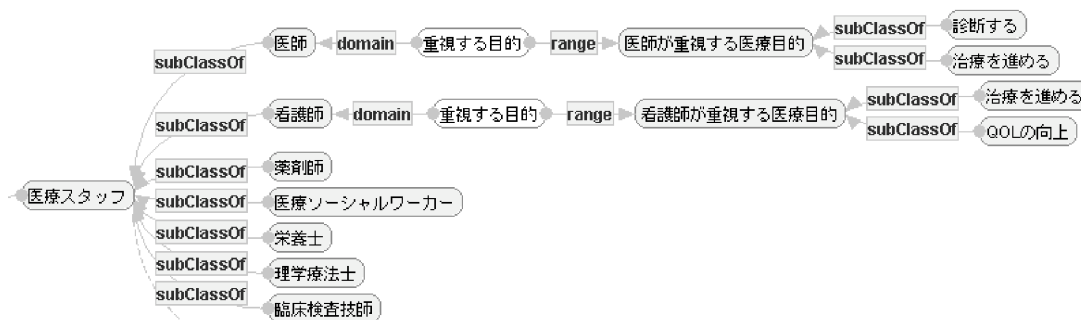 医師 domain 重視する目的 range 医師が重視する医療目的 subClassOf 診断する
subClassOf
subClassOf 治療を進める
看護師 domain 重視する目的 range 看護師が重視する医療目的 subClassOf 治療を進める
subClassOf
subClassOf QOLの向上
subClassOf 薬剤師
医療スタッフ
subClassOf 医療ソーシャルワーカー
subClassOf 栄養士
subClassOf 理学療法士
subClassOf 臨床検査技師